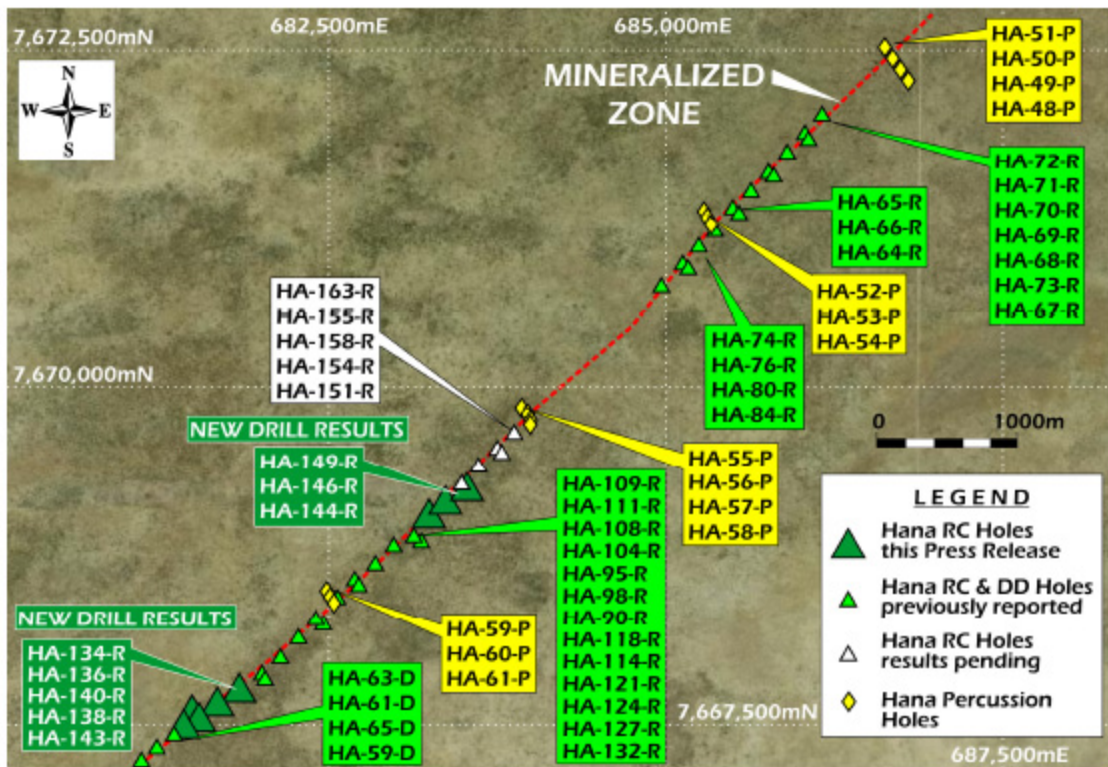 682,500mE
685,000mE
7,672,500mN
N
W E
S
MINERALIZED
ZONE
HA-51-P
HA-50-P
HA-49-P
HA-48-P
HA-72-R
HA-71-R
HA-70-R
HA-69-R
HA-68-R
HA-73-R
HA-67-R
HA-65-R
HA-66-R
HA-64-R
HA-52-P
HA-53-P
HA-54-P
HA-74-R
HA-76-R
HA-80-R
HA-84-R
HA-163-R
HA-155-R
HA-158-R
HA-154-R
HA-151-R
7,670,000mN
0 1000m
NEW DRILL RESULTS
HA-149-R
HA-146-R
HA-144-R
HA-55-P
HA-56-P
HA-57-P
HA-58-P
HA-109-R
HA-111-R
HA-108-R
HA-104-R
HA-95-R
HA-98-R
HA-90-R
HA-118-R
HA-114-R
HA-121-R
HA-124-R
HA-127-R
HA-132-R
HA-59-P
HA-60-P
HA-61-P
NEW DRILL RESULTS
HA-134-R
HA-136-R
HA-140-R
HA-138-R
HA-143-R
HA-63-D
HA-61-D
HA-65-D
HA-59-D
LEGEND
Hana RC Holes
this Press Release
Hana RC & DD Holes
previously reported
Hana RC Holes
results pending
Hana Percussion
Holes
7,667,500mN
687,500mE